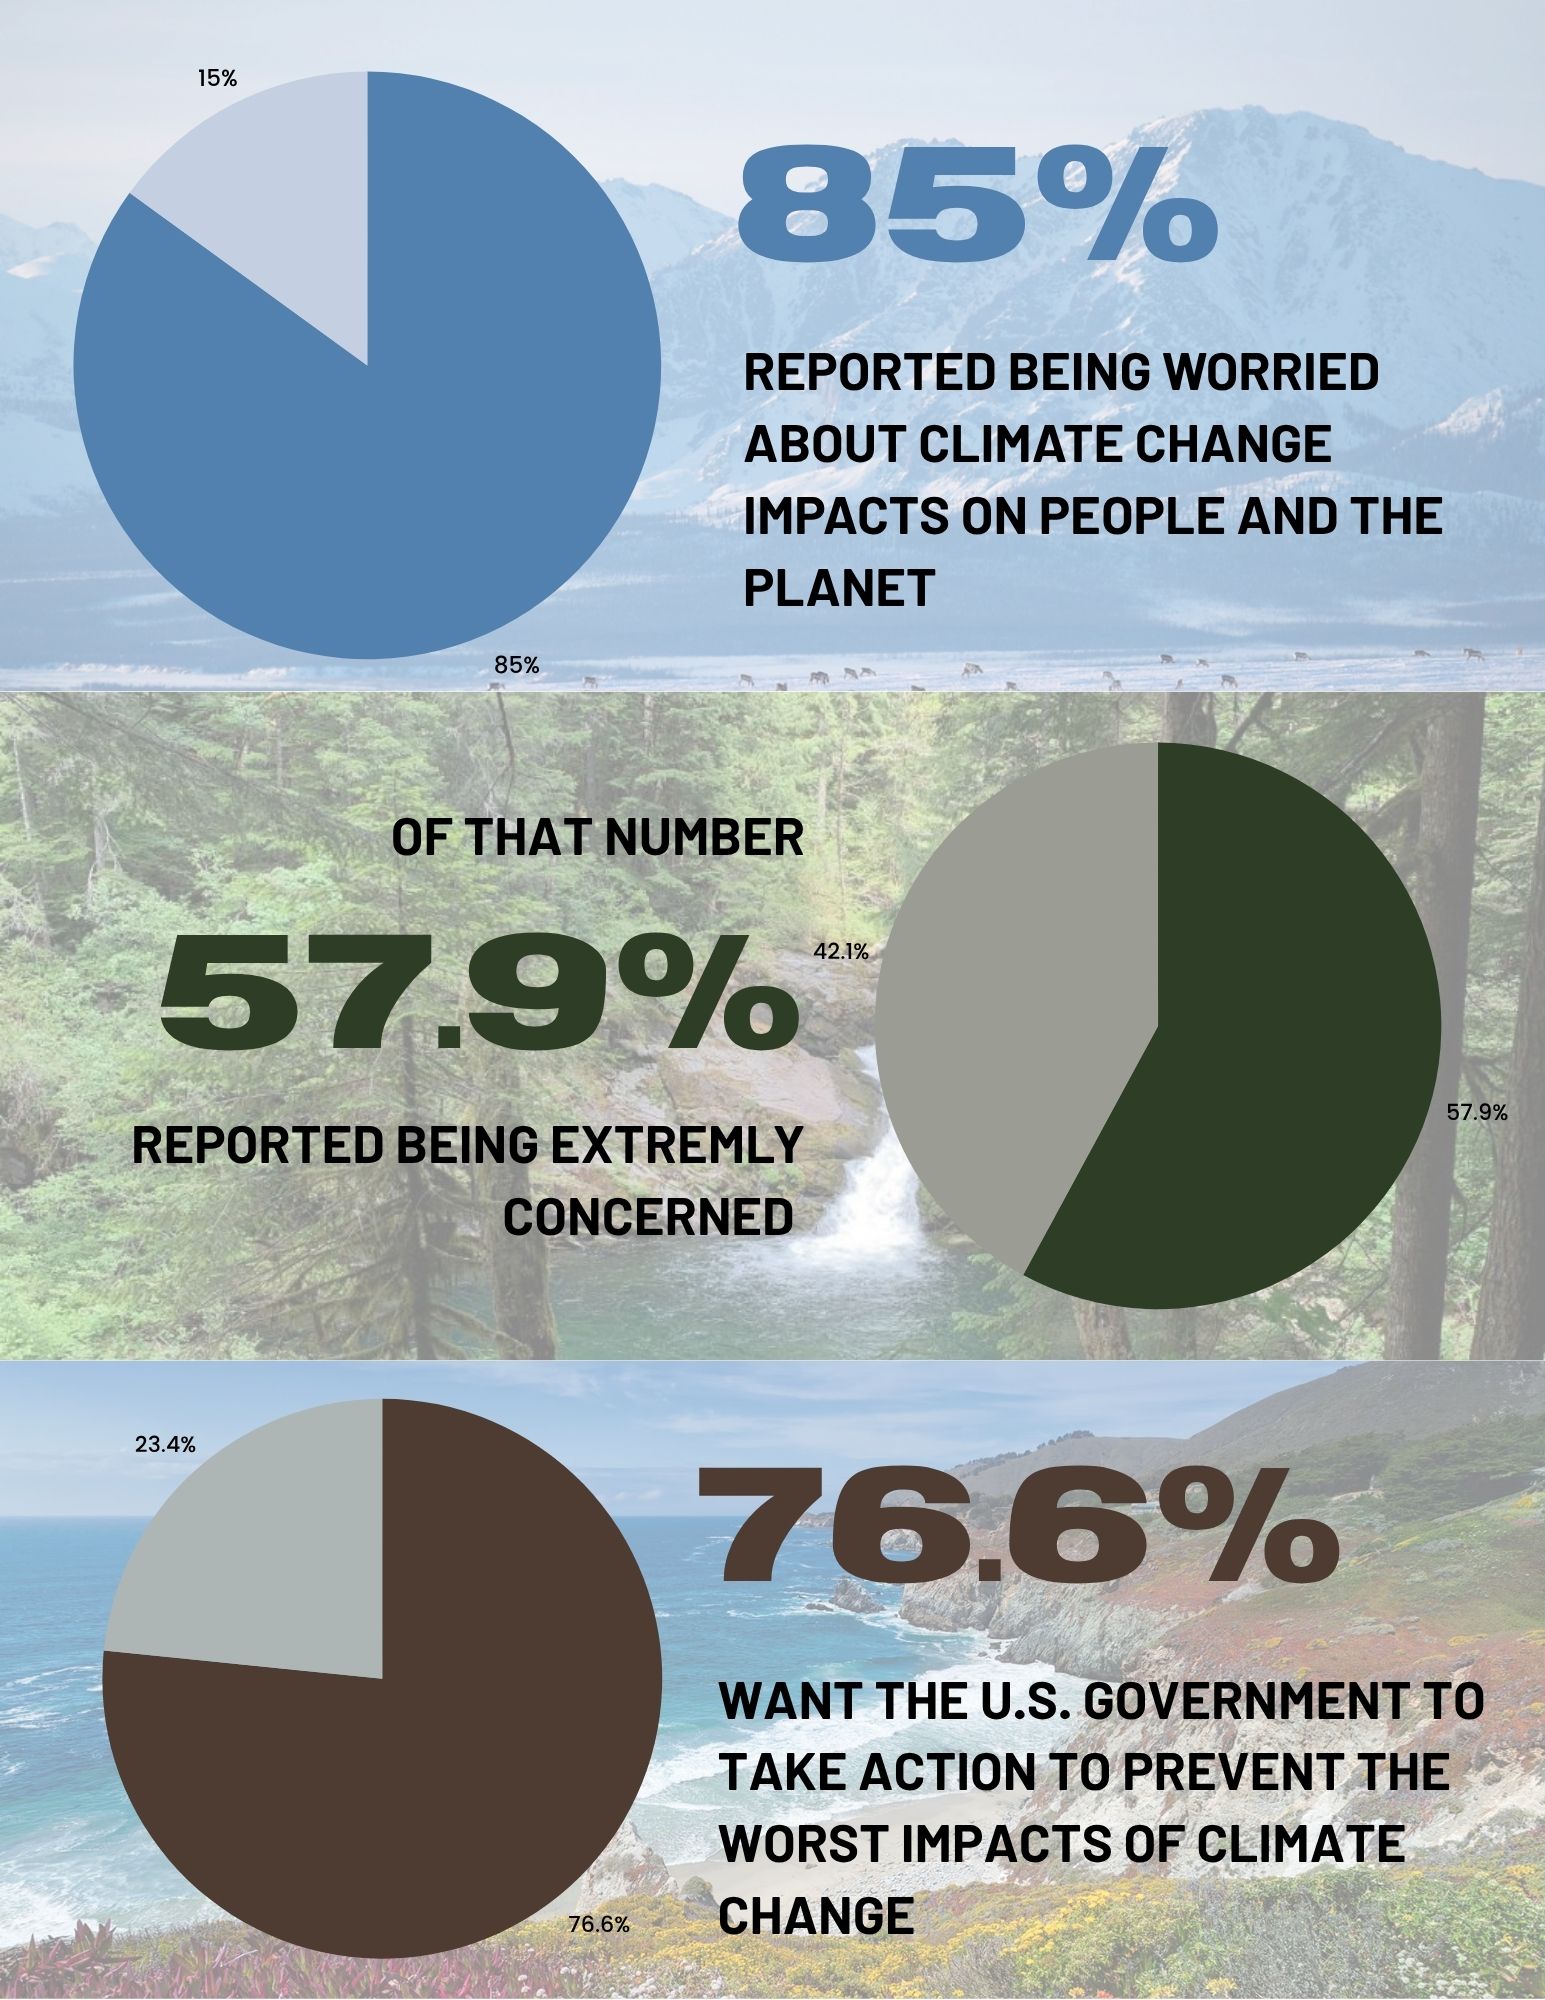 15%
85%
REPORTED BEING WORRIED
ABOUT CLIMATE CHANGE
IMPACTS ON PEOPLE AND THE
PLANET
85%
OF THAT NUMBER
57.9%
REPORTED BEING EXTREMLY
CONCERNED
42.1%
57.9%
23.4%
76.6%
WANT THE U.S. GOVERNMENT TO
TAKE ACTION TO PREVENT THE
WORST IMPACTS OF CLIMATE
CHANGE
76.6%